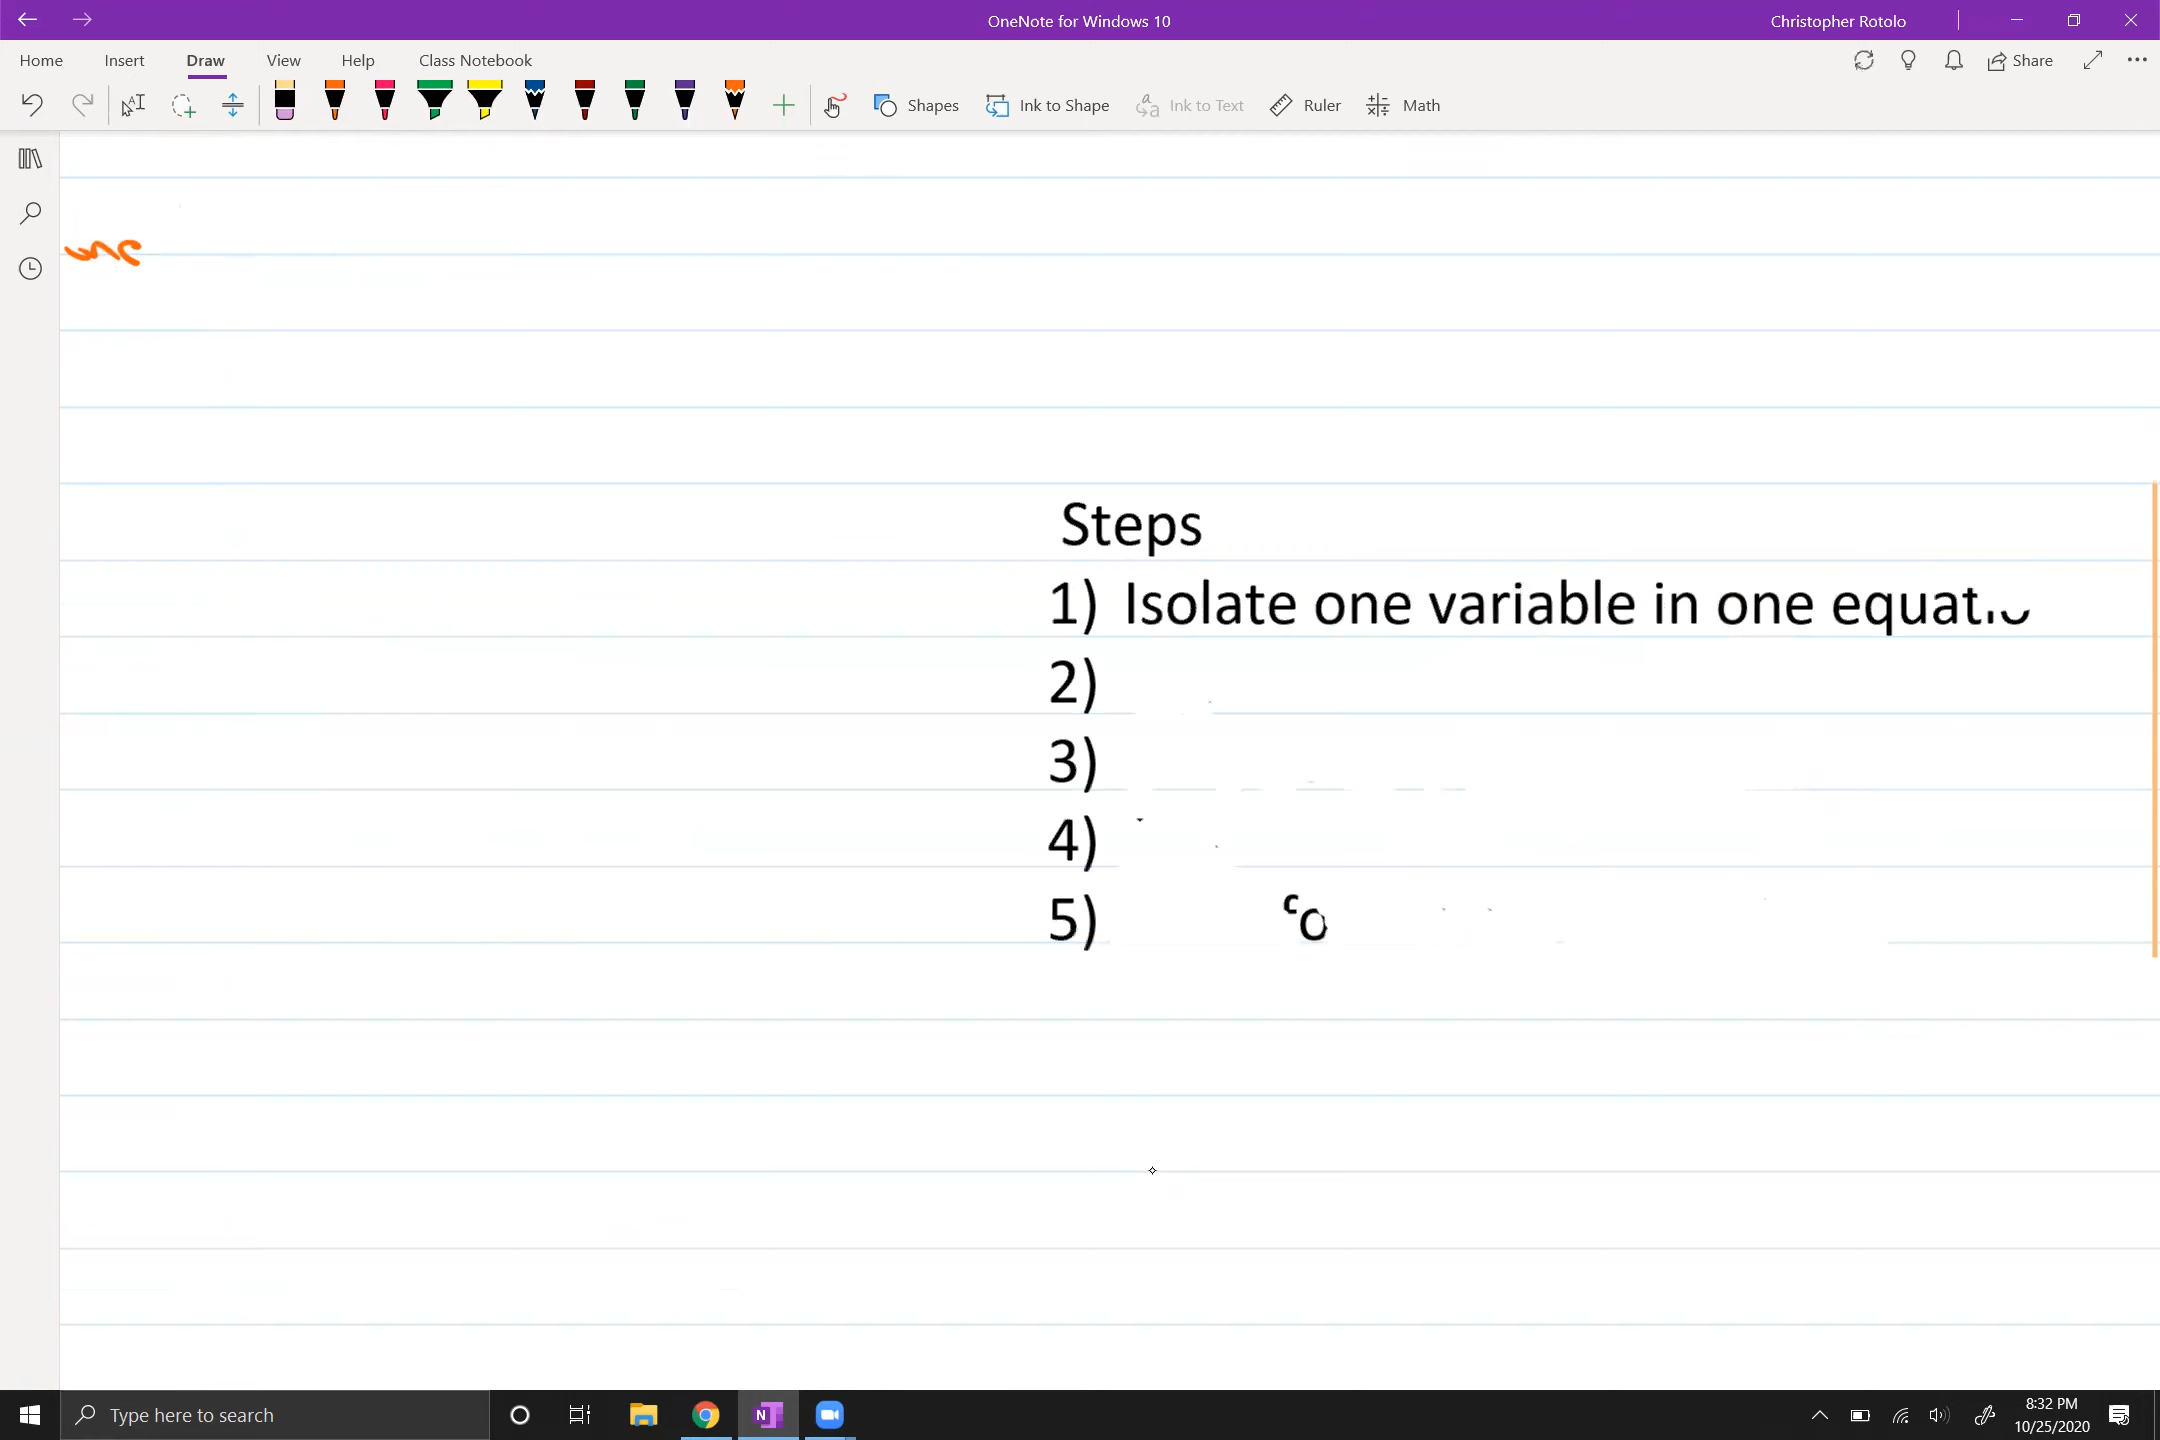 OneNote for Windows 10
Christopher Rotolo
Home Insert Draw View Help Class Notebook
Share
Shapes Ink to Shape Ink to Text Ruler Math
Steps
1) Isolate one variable in one
2)
3)
4)
5)
Type here to search
8:32 PM
10/25/2020